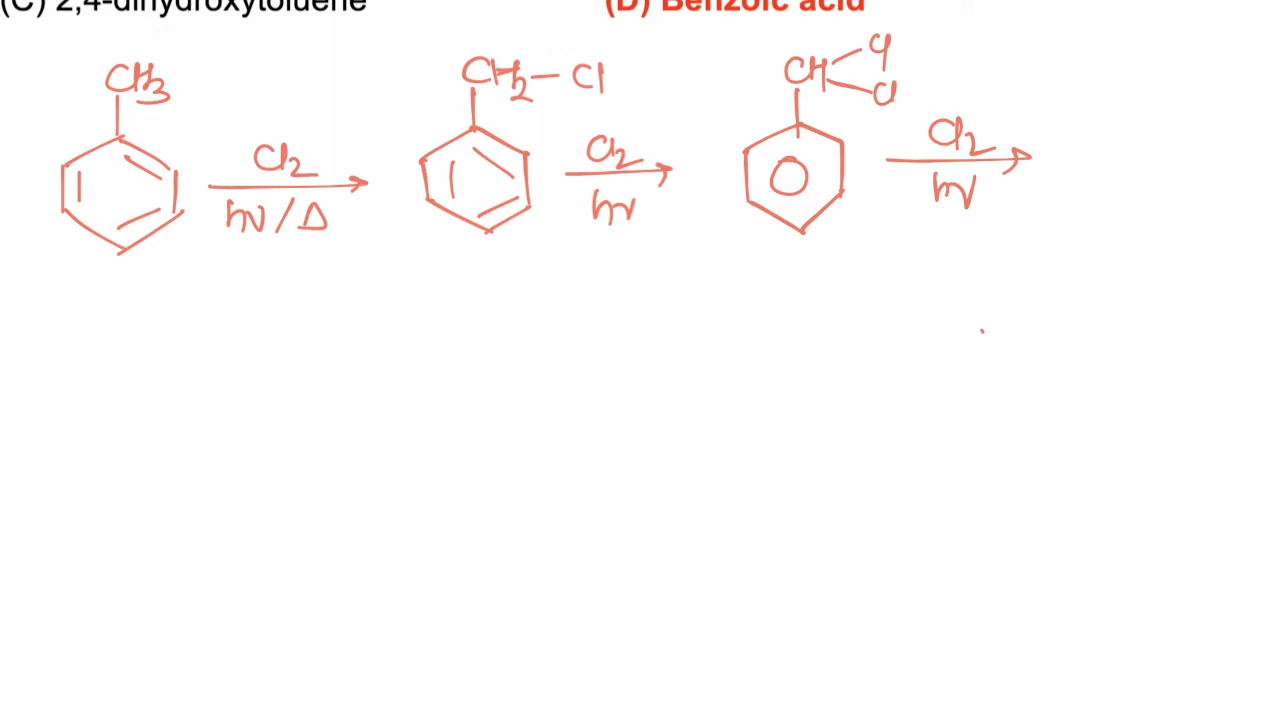 (C) 2,4-dihydroxytoluene (D) Benzoic acid
CH3 CH2—Cl CH Cl Cl
Cl2 Cl2 Cl2
hν/Δ hν hν